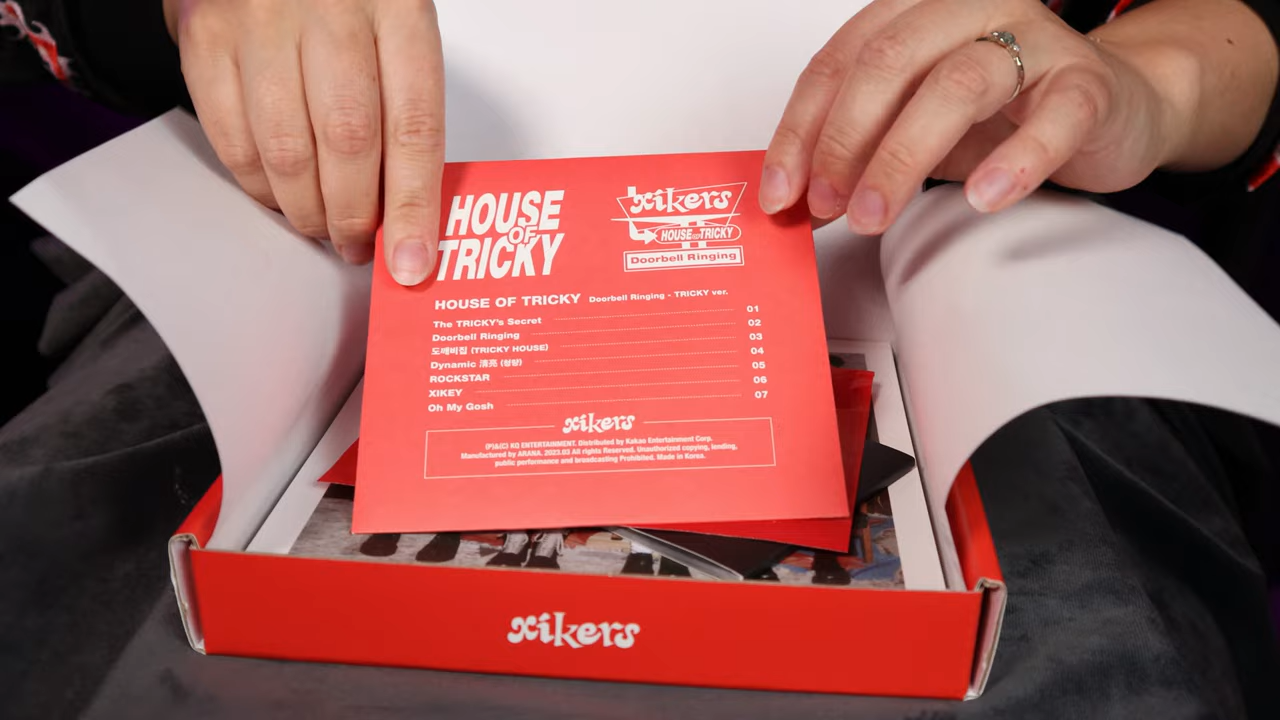 HOUSE
OF
TRICKY
xikers
HOUSE OF TRICKY
Doorbell Ringing
HOUSE OF TRICKY Doorbell Ringing - TRICKY ver.
The TRICKY's Secret 01
Doorbell Ringing 02
도깨비집 (TRICKY HOUSE) 03
Dynamic 清亮 (청량) 04
ROCKSTAR 05
XIKEY 06
Oh My Gosh 07
xikers
(P)&(C) KQ ENTERTAINMENT. Distributed by Kakao Entertainment Corp.
Manufactured by ARANA. 2023.03 All rights Reserved. Unauthorized copying, lending,
public performance and broadcasting Prohibited. Made in Korea.
xikers